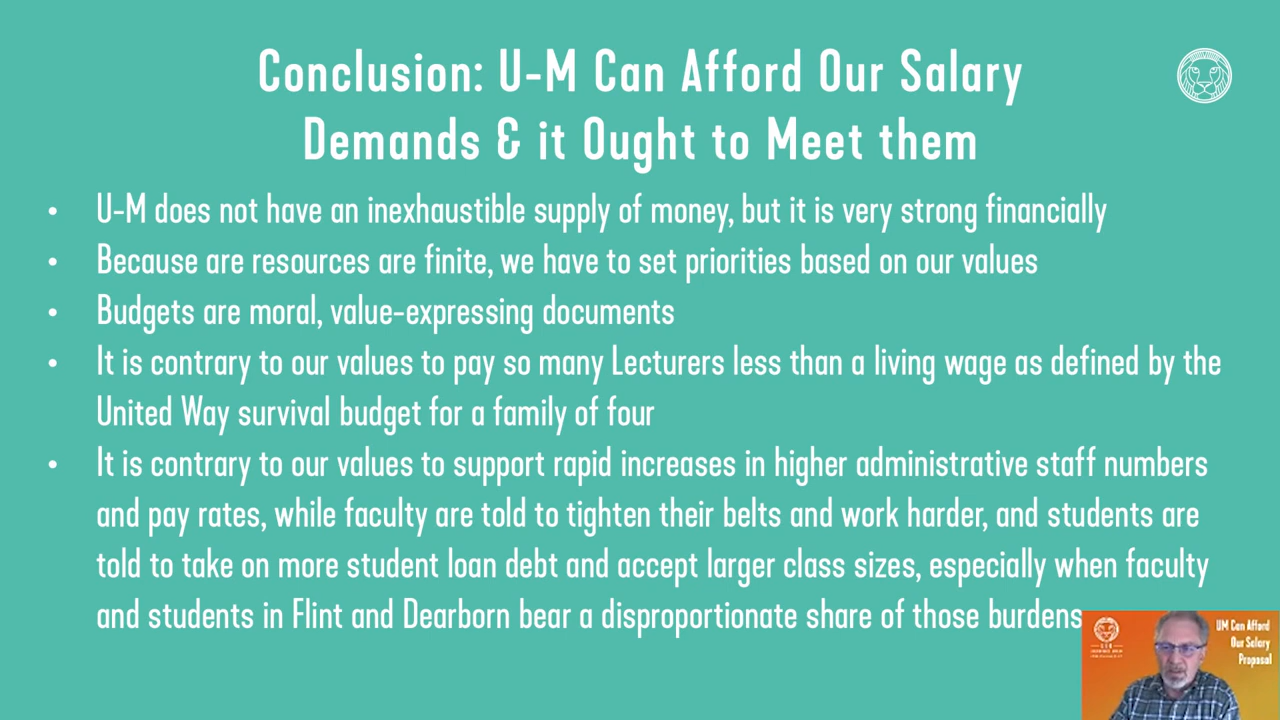 Conclusion: U-M Can Afford Our Salary
Demands & it Ought to Meet them
• U-M does not have an inexhaustible supply of money, but it is very strong financially
• Because are resources are finite, we have to set priorities based on our values
• Budgets are moral, value-expressing documents
• It is contrary to our values to pay so many Lecturers less than a living wage as defined by the
United Way survival budget for a family of four
• It is contrary to our values to support rapid increases in higher administrative staff numbers
and pay rates, while faculty are told to tighten their belts and work harder, and students are
told to take on more student loan debt and accept larger class sizes, especially when faculty
and students in Flint and Dearborn bear a disproportionate share of those burdens
UM Can Afford
Our Salary
Proposal